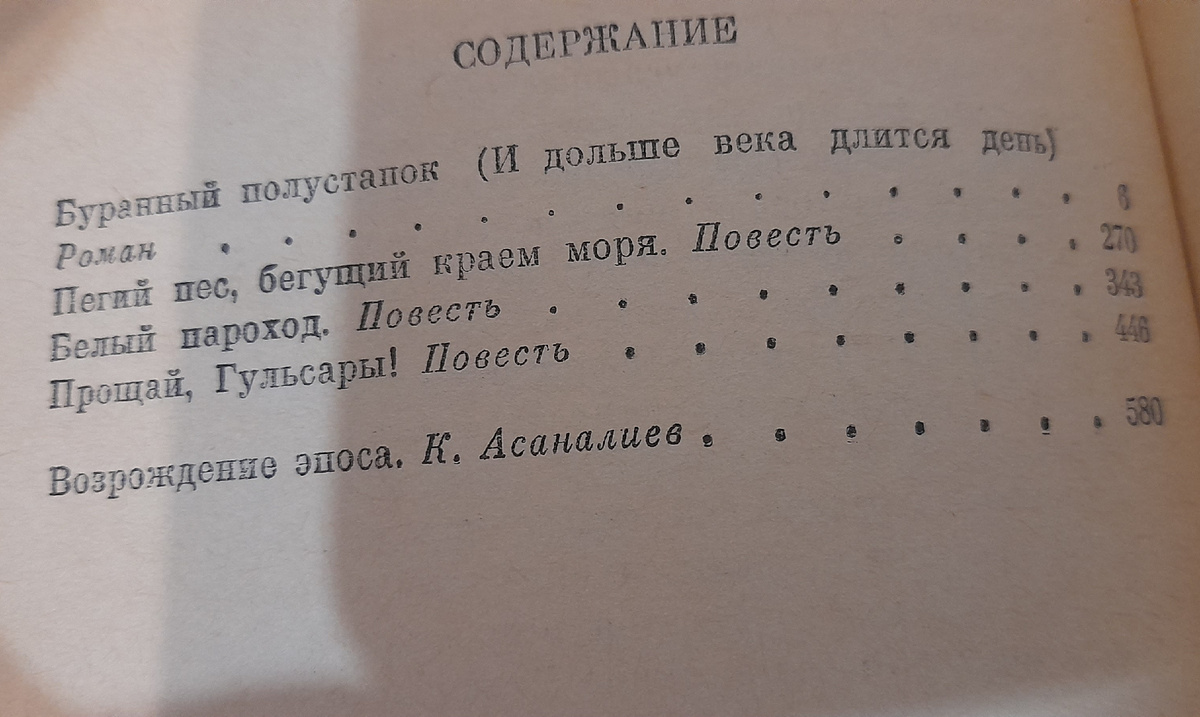 СОДЕРЖАНИЕ
Буранный полустанок (И дольше века длится день)
Роман . . . . . . . . . . . . . . 6
Пегий пес, бегущий краем моря. Повесть . . . . 270
Белый пароход. Повесть . . . . . . . . . 343
Прощай, Гульсары! Повесть . . . . . . . . 446
Возрождение эпоса. К. Асаналиев . . . . . . . 580